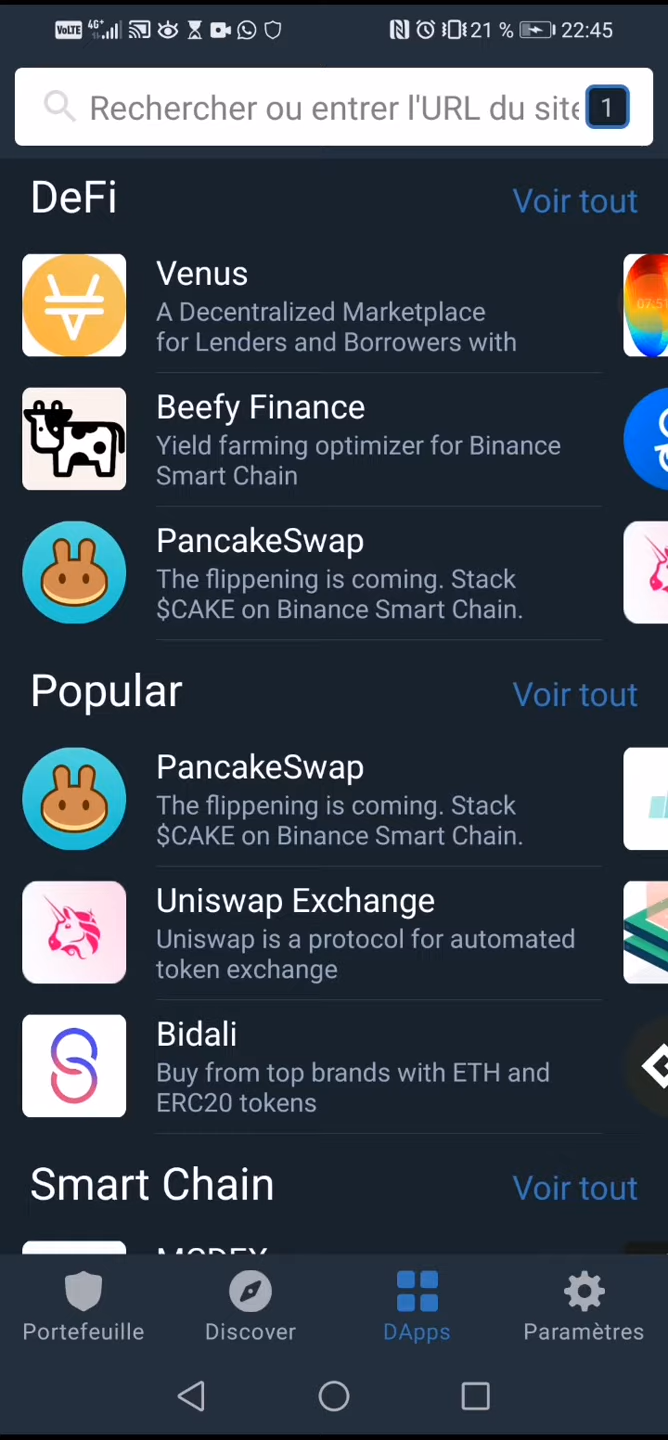 VoLTE 4G+ 21 % 22:45
Rechercher ou entrer l'URL du site 1
DeFi Voir tout
Venus
A Decentralized Marketplace
for Lenders and Borrowers with
Beefy Finance
Yield farming optimizer for Binance
Smart Chain
PancakeSwap
The flippening is coming. Stack
$CAKE on Binance Smart Chain.
Popular Voir tout
PancakeSwap
The flippening is coming. Stack
$CAKE on Binance Smart Chain.
Uniswap Exchange
Uniswap is a protocol for automated
token exchange
Bidali
Buy from top brands with ETH and
ERC20 tokens
Smart Chain Voir tout
Portefeuille Discover DApps Paramètres